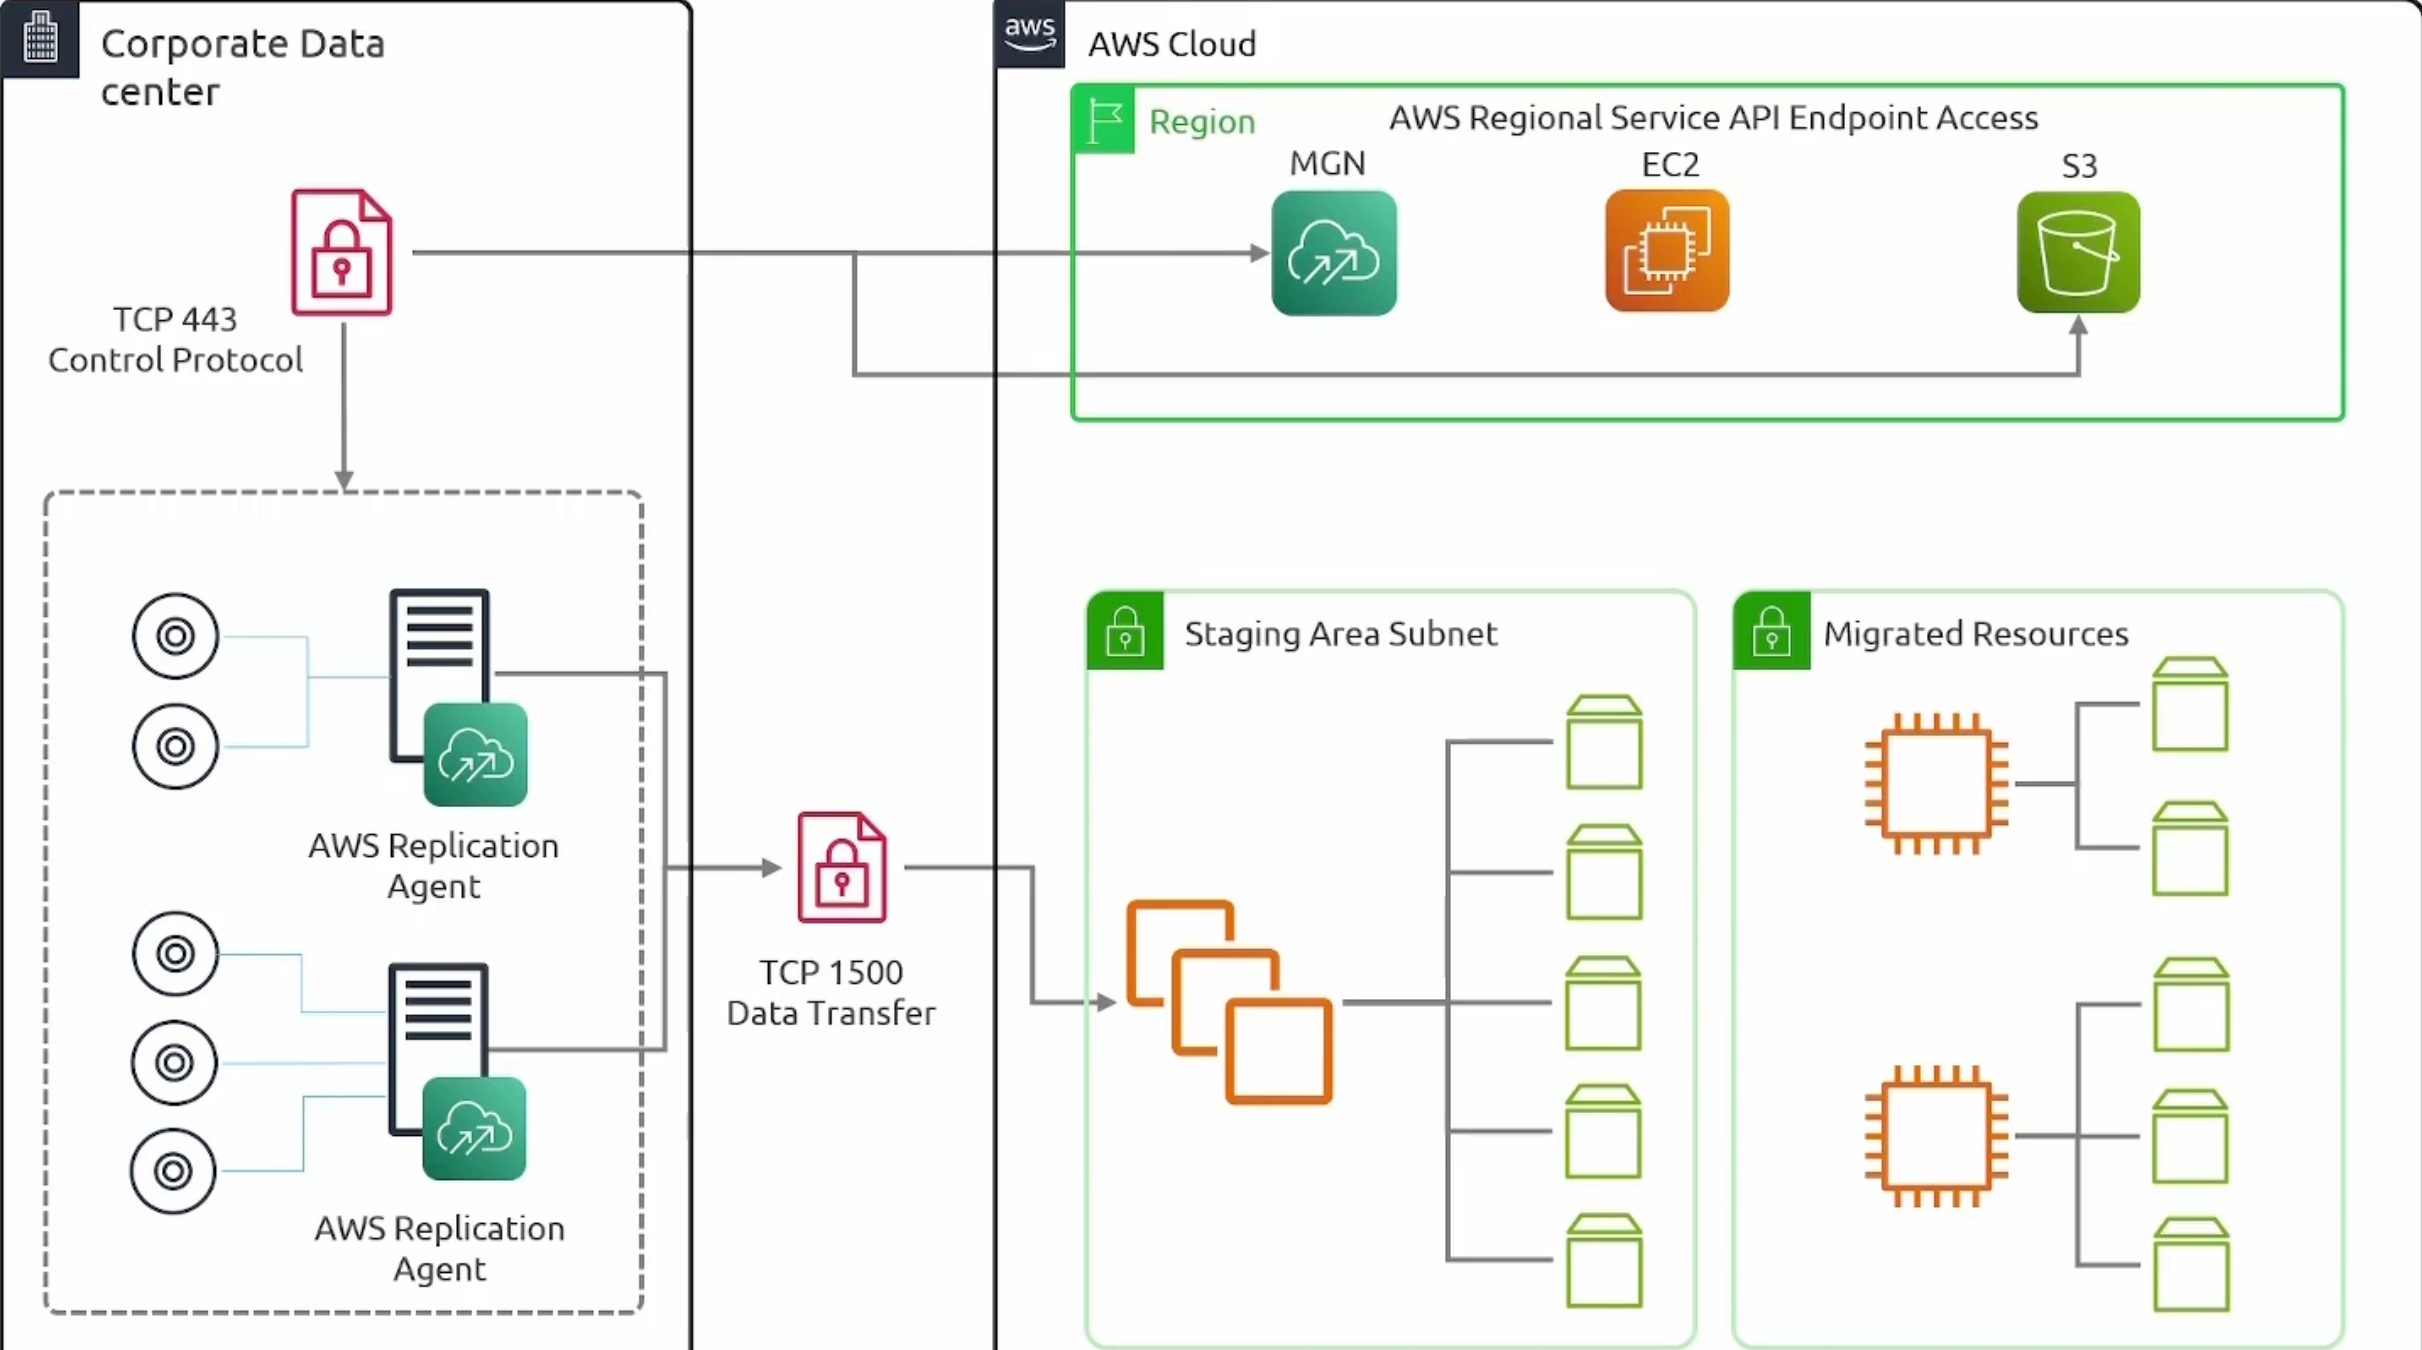 Corporate Data
center
aws
AWS Cloud
Region
AWS Regional Service API Endpoint Access
MGN
EC2
S3
TCP 443
Control Protocol
AWS Replication
Agent
AWS Replication
Agent
TCP 1500
Data Transfer
Staging Area Subnet
Migrated Resources